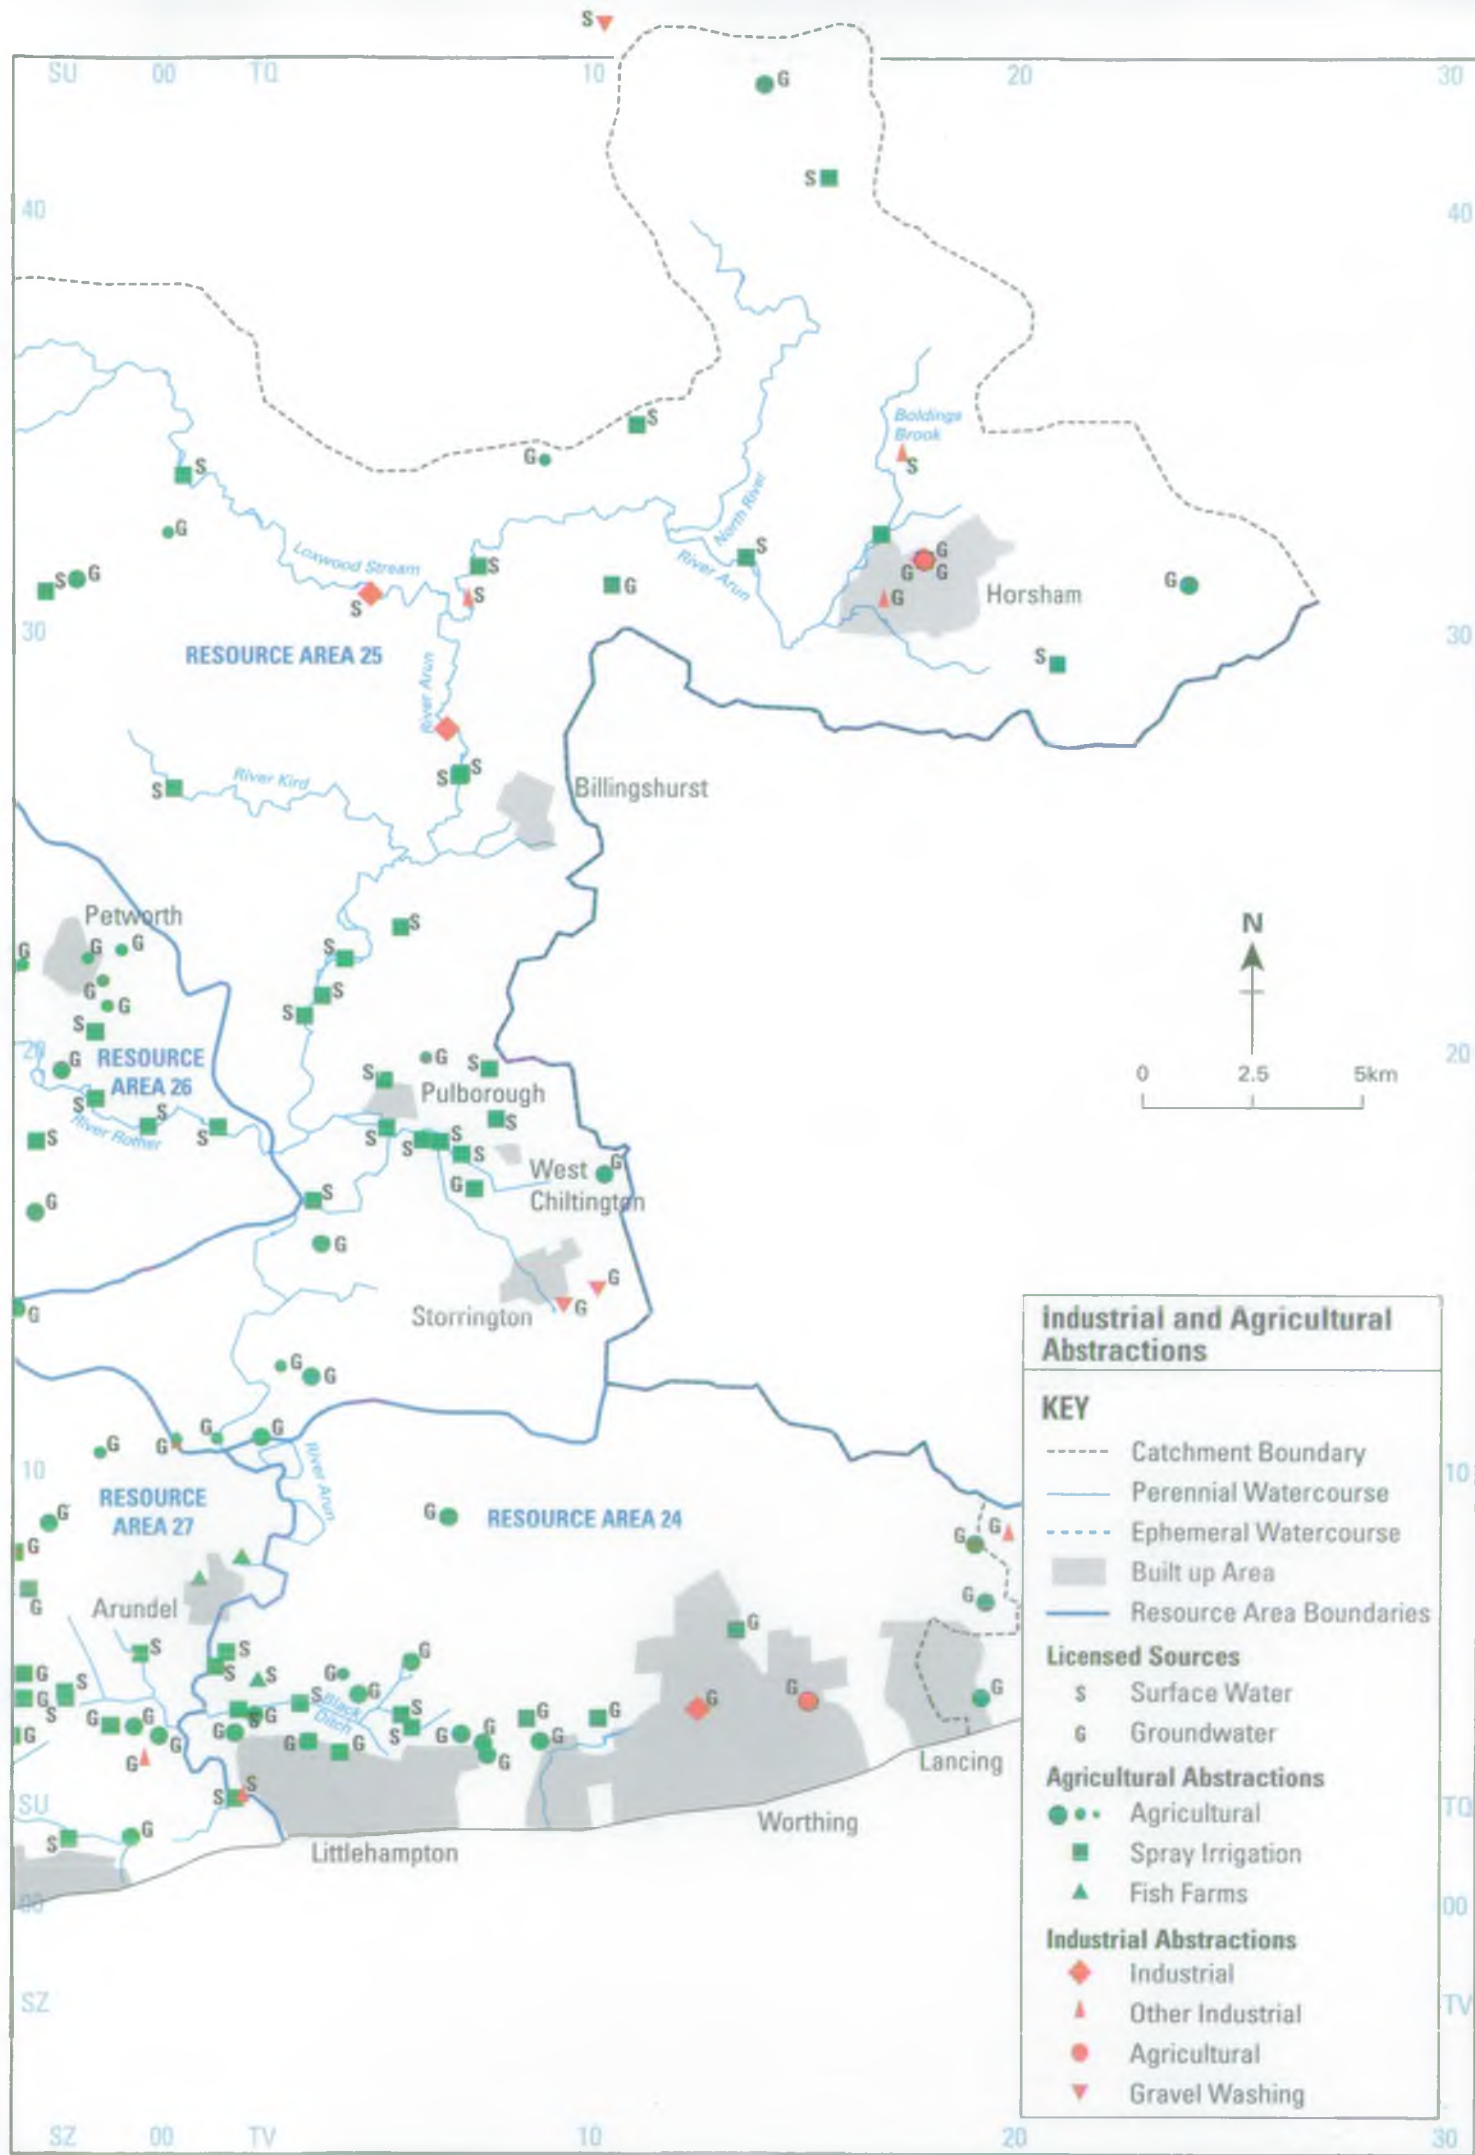 S
SU 00 TQ 10 20 30
G
S
40 40
Boldings
Brook
S
S
G
S
North River
S
G
Loxwood Stream
S
River Arun
G
G G
G
Horsham
G
S G
S
S
S
G
30 30
RESOURCE AREA 25
S
River Arun
River Kird
S
S S
Billingshurst
Petworth
G G G
G
G
S
S
S
S
S
N
20 20
G
RESOURCE
AREA 26
S
S
S
River Rother
S
G
G
S
S
Pulborough
S
S
S
S
G
West
Chiltington
G
0 2.5 5km
S
G
G
G
G
Storrington
G G
G G G
G
10 10
River Arun
RESOURCE
AREA 27
G
G
G
G
RESOURCE AREA 24
G G
G
Arundel
S S
S
S
G
G
S
G
S
G
G
G
S
Black
Ditch
G
S
S
G
G
G
G
G
G
G
G
G
G
G
G
G
S
G
G
G
S
S
Lancing
Worthing
Littlehampton
SU TQ
S G
00 00
SZ TV
SZ 00 TV 10 20 30
Industrial and Agricultural
Abstractions
KEY
Catchment Boundary
Perennial Watercourse
Ephemeral Watercourse
Built up Area
Resource Area Boundaries
Licensed Sources
S Surface Water
G Groundwater
Agricultural Abstractions
Agricultural
Spray Irrigation
Fish Farms
Industrial Abstractions
Industrial
Other Industrial
Agricultural
Gravel Washing